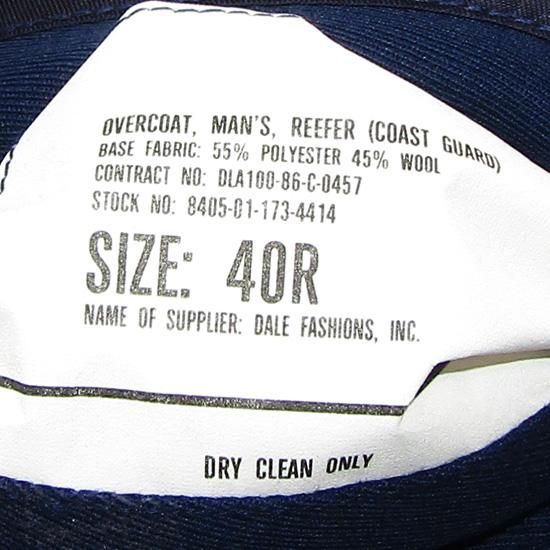 OVERCOAT, MAN'S, REEFER (COAST GUARD)
BASE FABRIC: 55% POLYESTER 45% WOOL
CONTRACT NO: DLA100-86-C-0457
STOCK NO: 8405-01-173-4414
SIZE: 40R
NAME OF SUPPLIER: DALE FASHIONS, INC.
DRY CLEAN ONLY